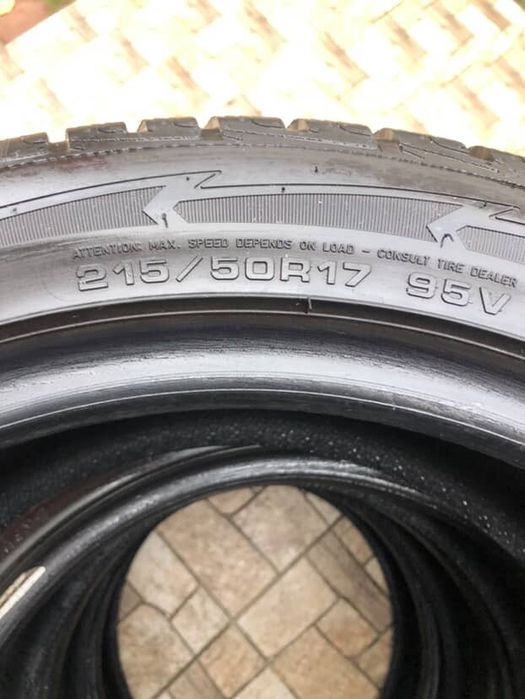 ATTENTION: MAX. SPEED DEPENDS ON LOAD - CONSULT TIRE DEALER
215/50R17 95V